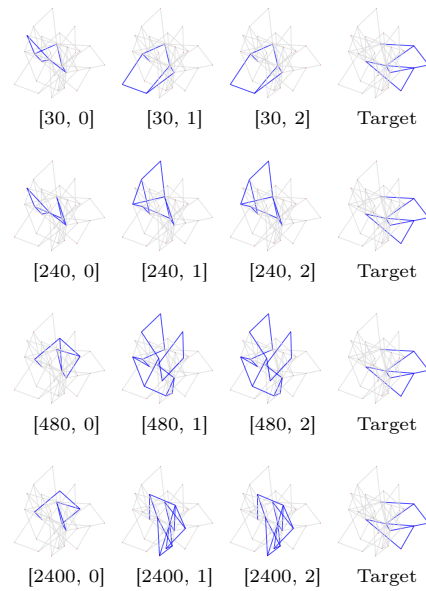 [30, 0] [30, 1] [30, 2] Target
[240, 0] [240, 1] [240, 2] Target
[480, 0] [480, 1] [480, 2] Target
[2400, 0] [2400, 1] [2400, 2] Target